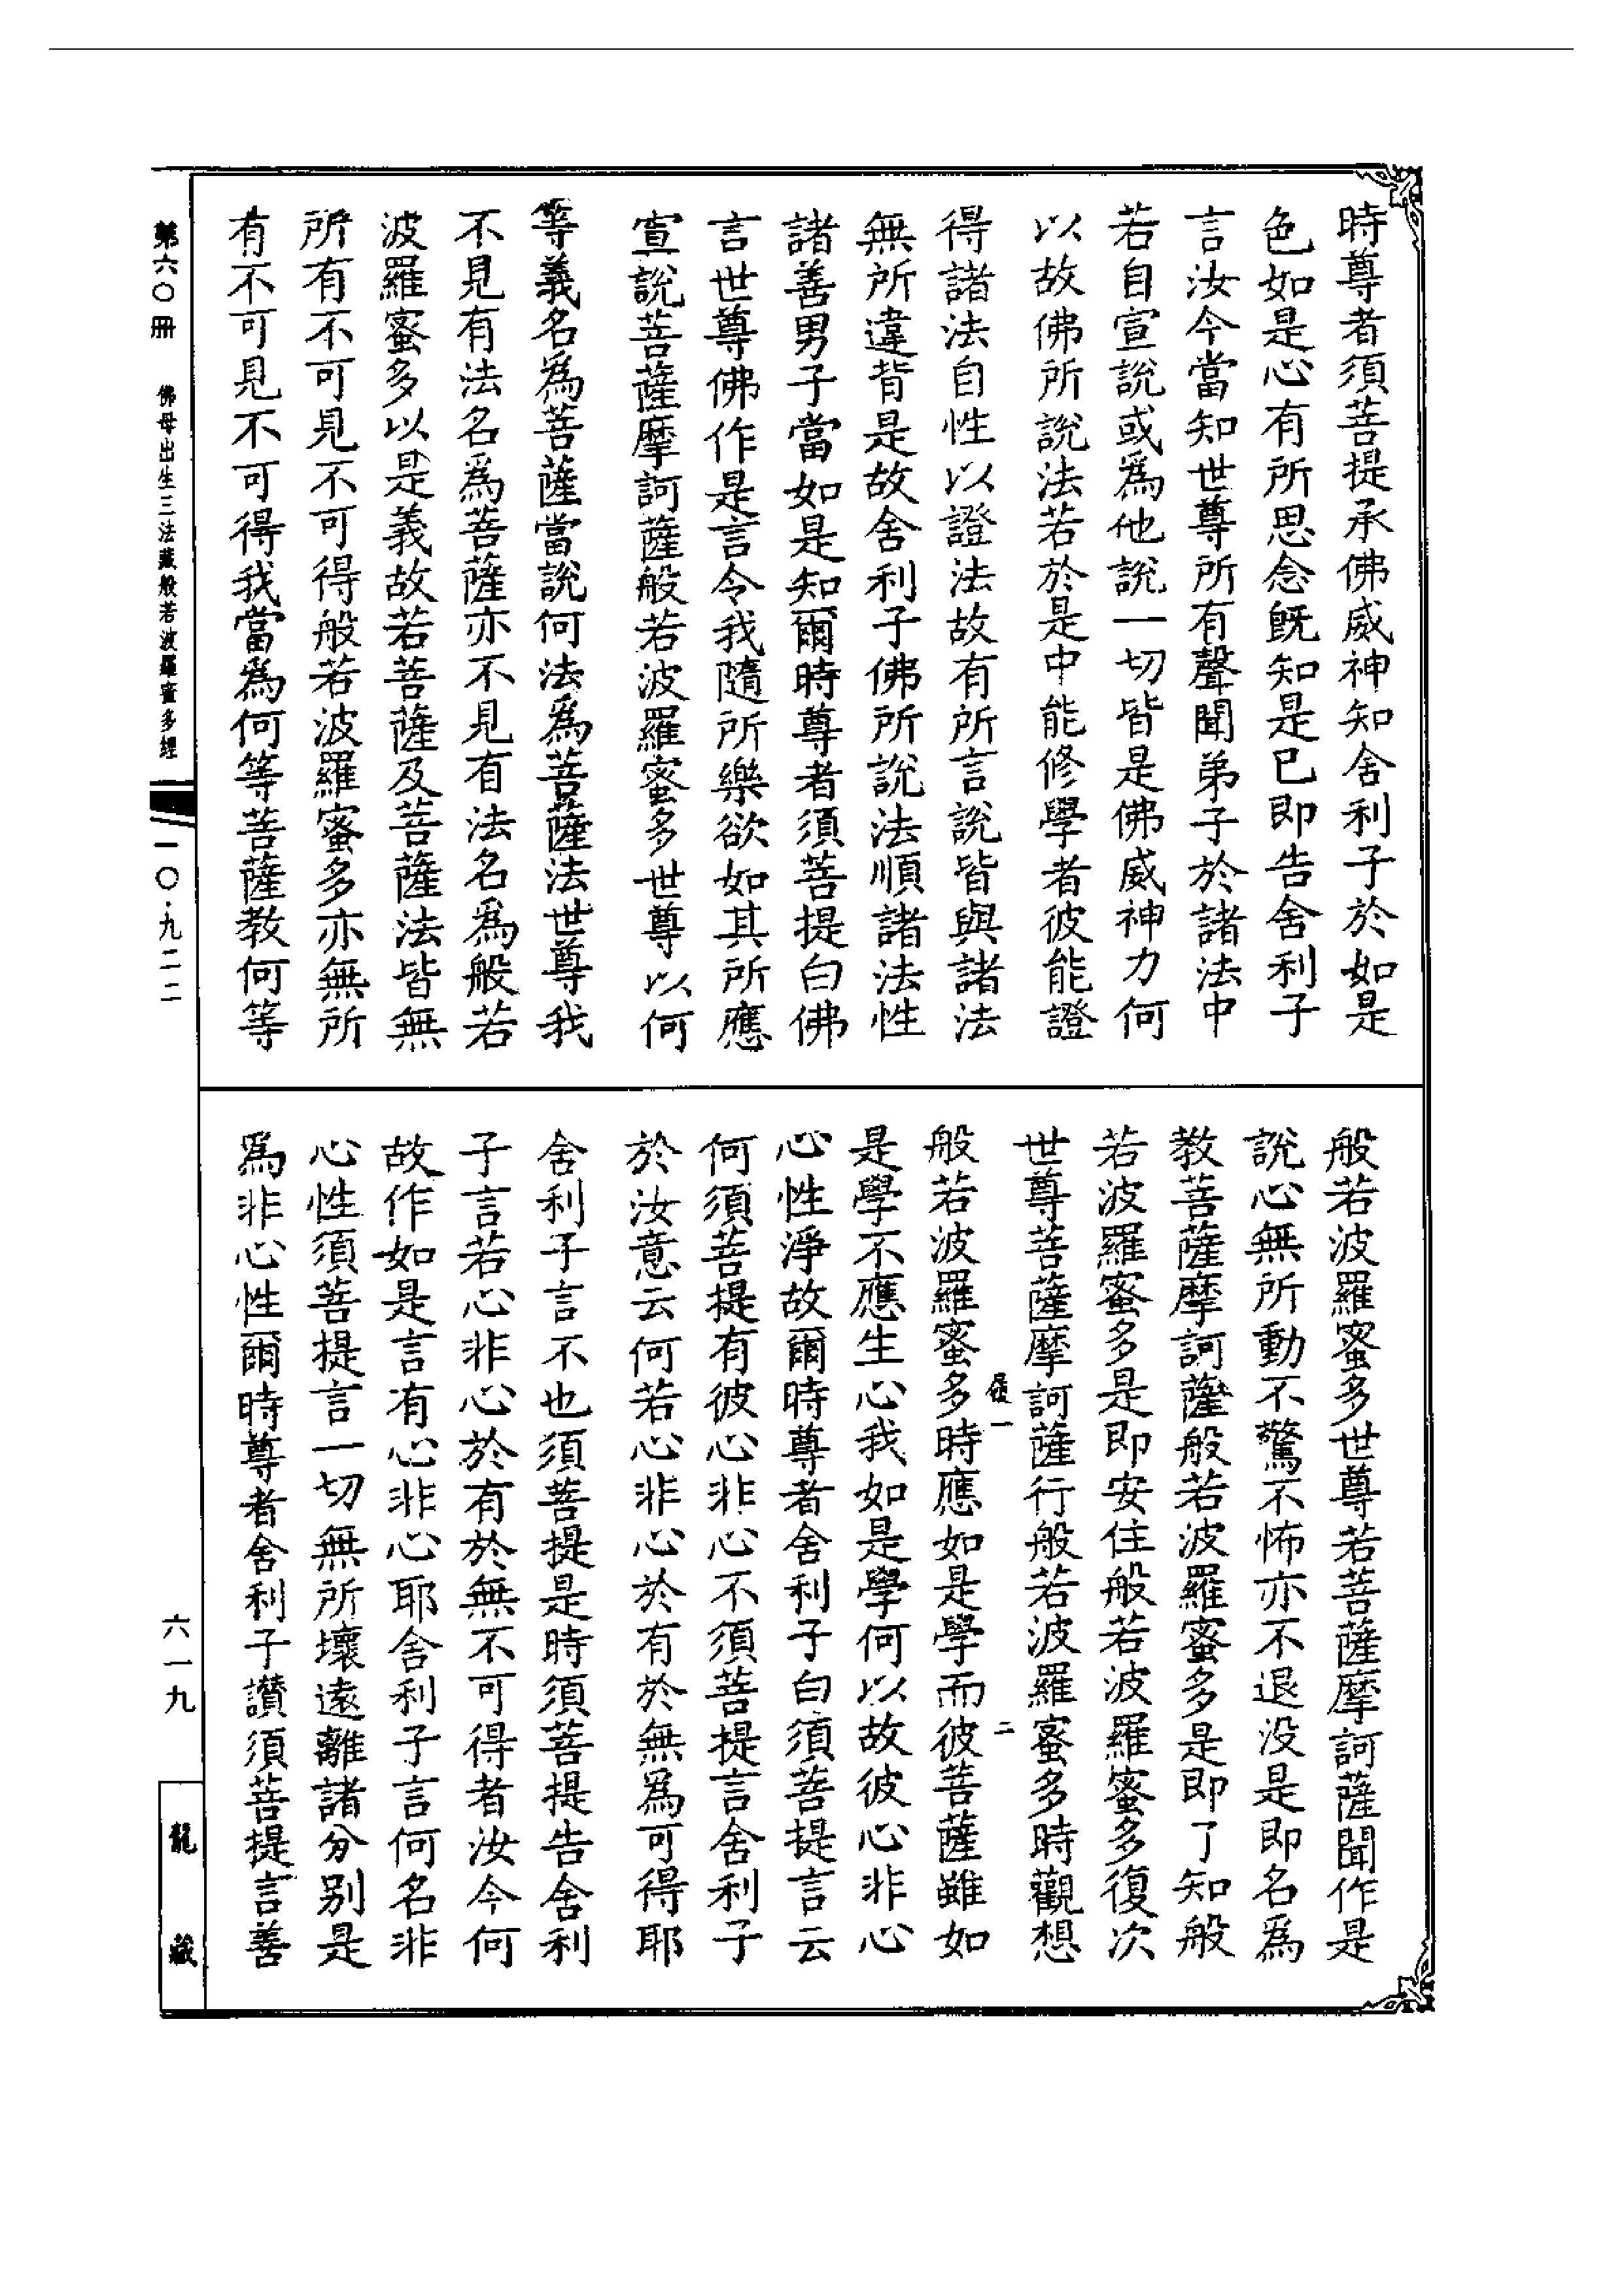 時尊者須菩提承佛威神知舍利子於如是
色如是心有所思念既知是已即告舍利子
言汝今當知世尊所有聲聞弟子於諸法中
若自宣說或為他說一切皆是佛威神力何
以故佛所說法若於是中能修學者彼能證
得諸法自性以證法故有所言說皆與諸法
無所違背是故舍利子佛所說法順諸法性
諸善男子當如是知爾時尊者須菩提白佛
言世尊佛作是言令我隨所樂欲如其所應
宣說菩薩摩訶薩般若波羅蜜多世尊以何
等義名為菩薩當說何法為菩薩法世尊我
不見有法名為菩薩亦不見有法名為般若
波羅蜜多以是義故若菩薩及菩薩法皆無
所有不可見不可得般若波羅蜜多亦無所
有不可見不可得我當為何等菩薩教何等
般若波羅蜜多世尊若菩薩摩訶薩聞作是
說心無所動不驚不怖亦不退没是即名為
教菩薩摩訶薩般若波羅蜜多是即了知般
若波羅蜜多是即安住般若波羅蜜多復次
世尊菩薩摩訶薩行般若波羅蜜多時觀想
一 二
般若波羅蜜多時應如是學而彼菩薩雖如
是學不應生心我如是學何以故彼心非心
心性淨故爾時尊者舍利子白須菩提言云
何須菩提有彼心非心不須菩提言舍利子
於汝意云何若心非心於有於無為可得耶
舍利子言不也須菩提是時須菩提告舍利
子言若心非心於有於無不可得者汝今何
故作如是言有心非心耶舍利子言何名非
心性須菩提言一切無所壞遠離諸分別是
為非心性爾時尊者舍利子讚須菩提言善
第六〇冊 佛母出生三法藏般若波羅蜜多經 一〇·九二二
六一九
龍藏